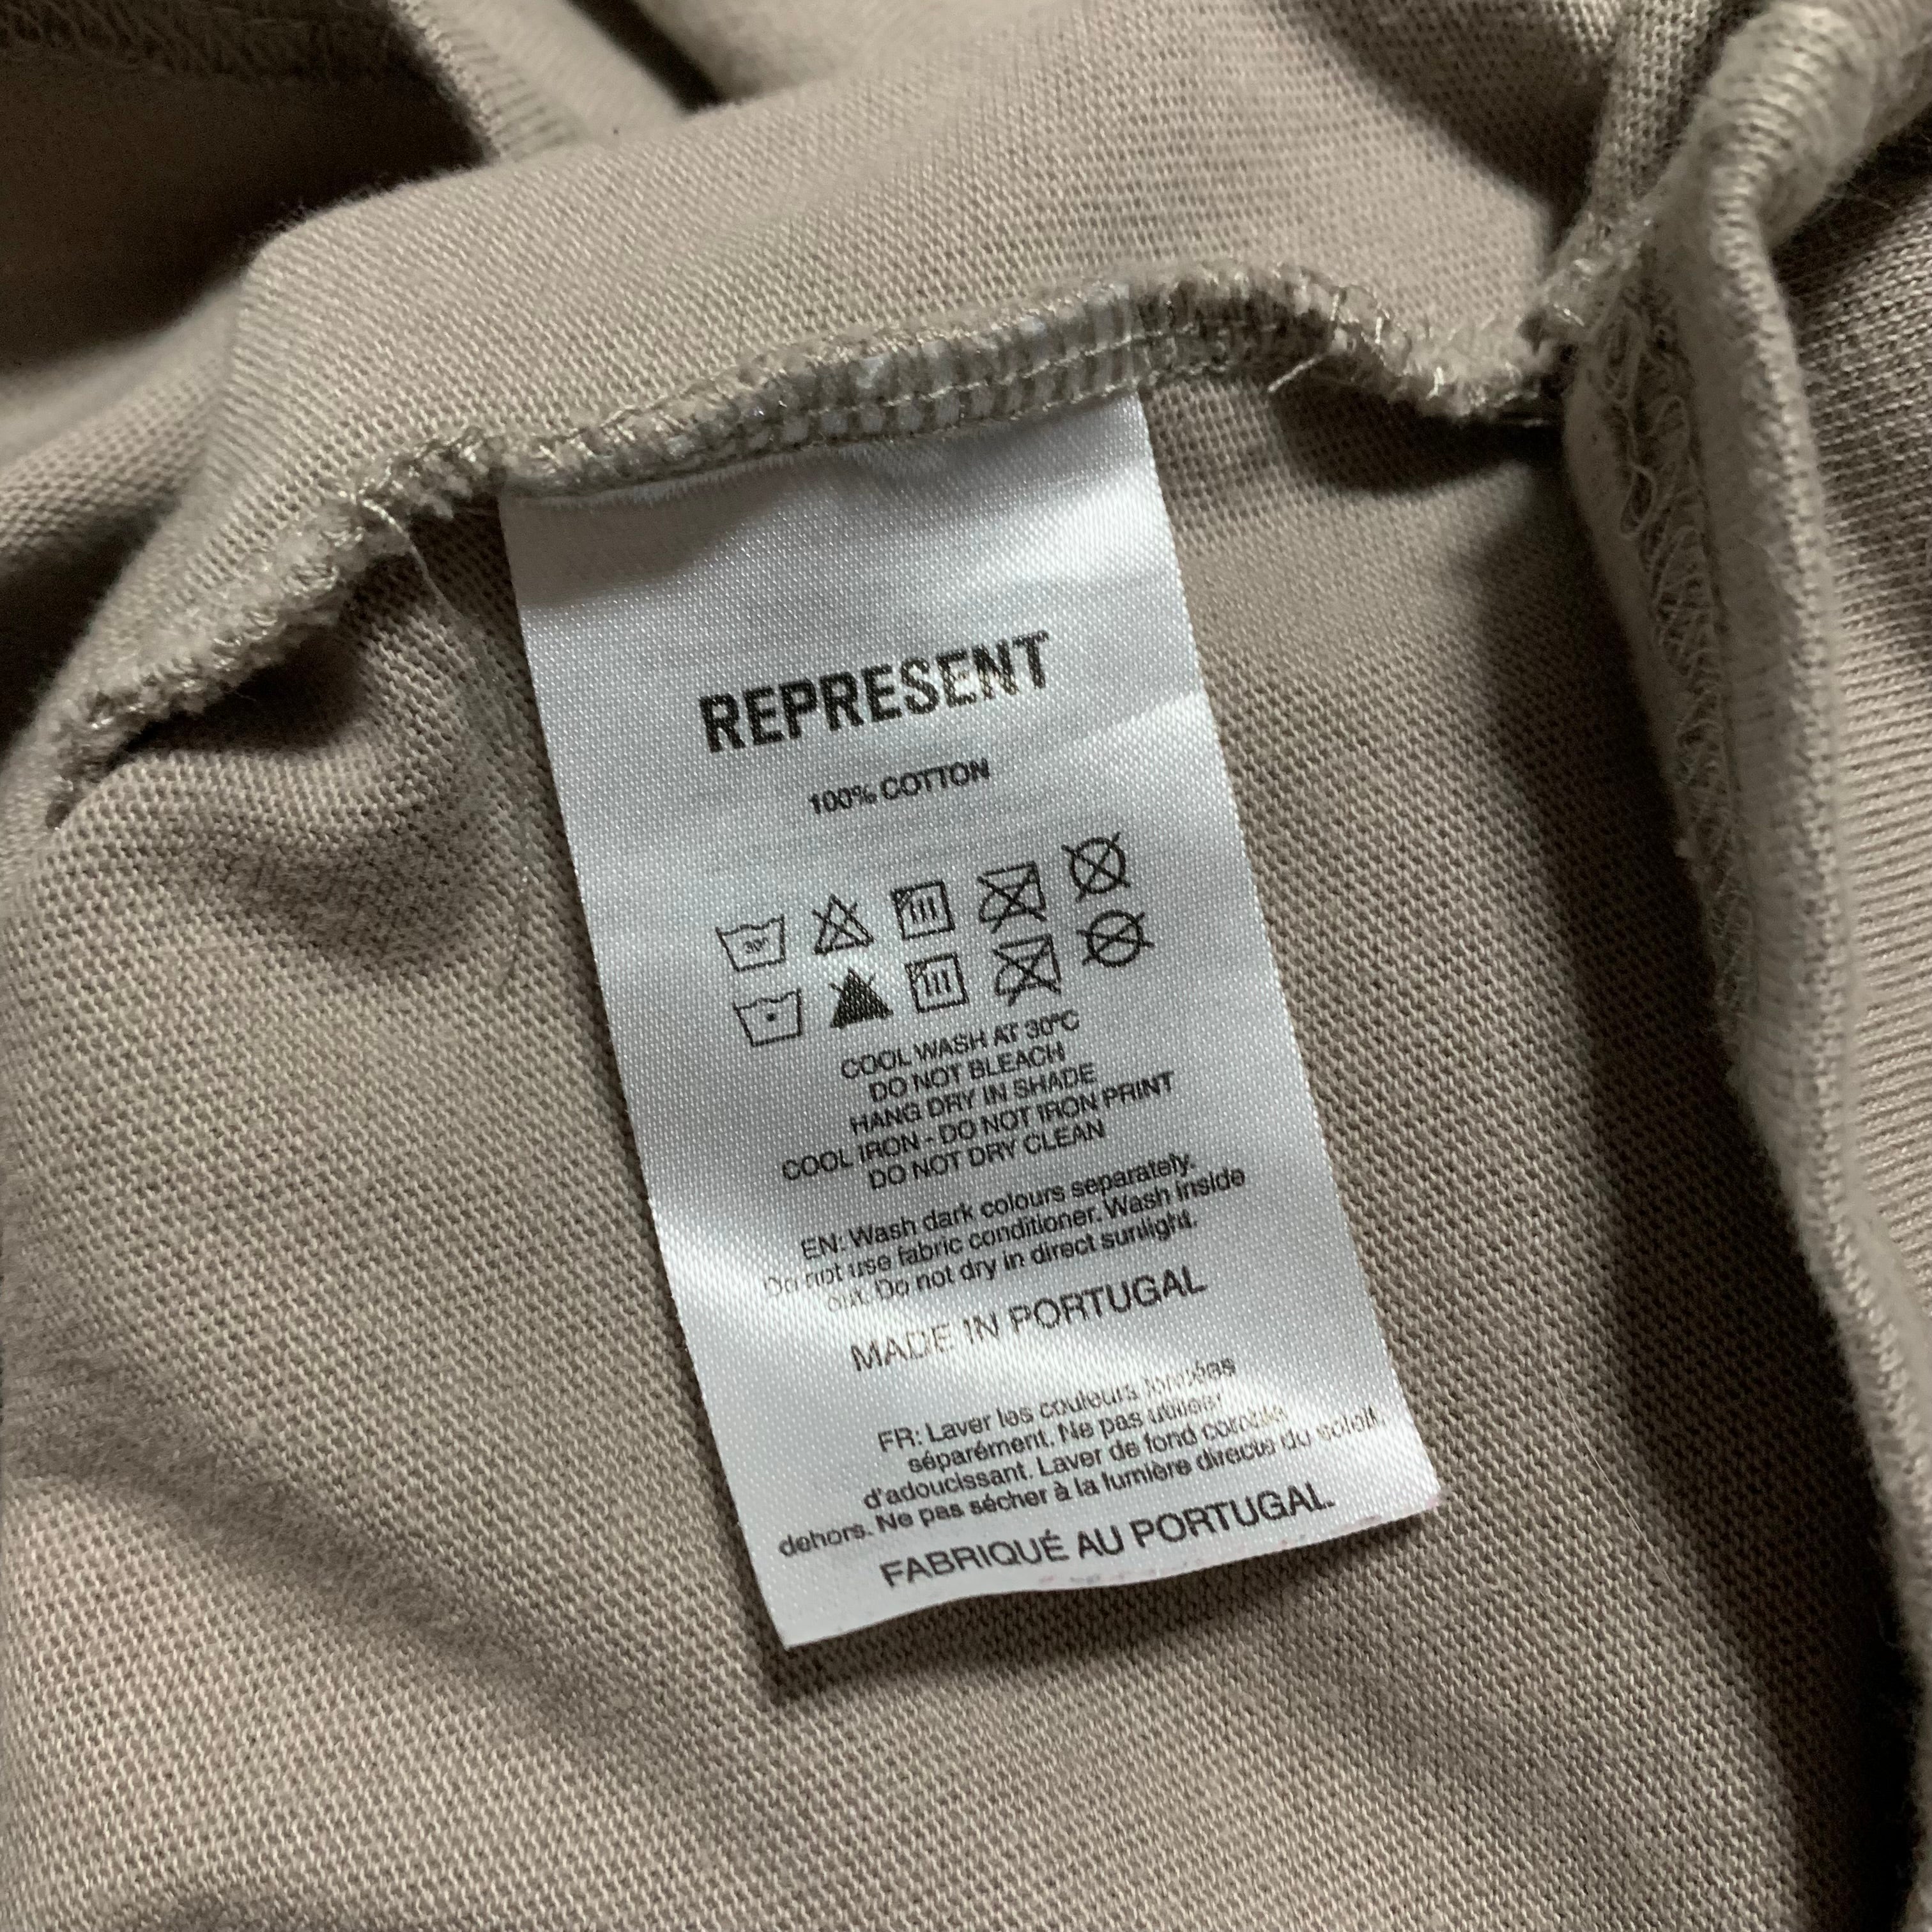 REPRESENT
100% COTTON
30°
COOL WASH AT 30°C
DO NOT BLEACH
HANG DRY IN SHADE
COOL IRON - DO NOT IRON PRINT
DO NOT DRY CLEAN
EN: Wash dark colours separately.
Do not use fabric conditioner. Wash inside
out. Do not dry in direct sunlight.
MADE IN PORTUGAL
FR: Laver les couleurs foncées
séparément. Ne pas utiliser
d'adoucissant. Laver de fond
dehors. Ne pas sécher à la lumière directe du soleil.
FABRIQUÉ AU PORTUGAL